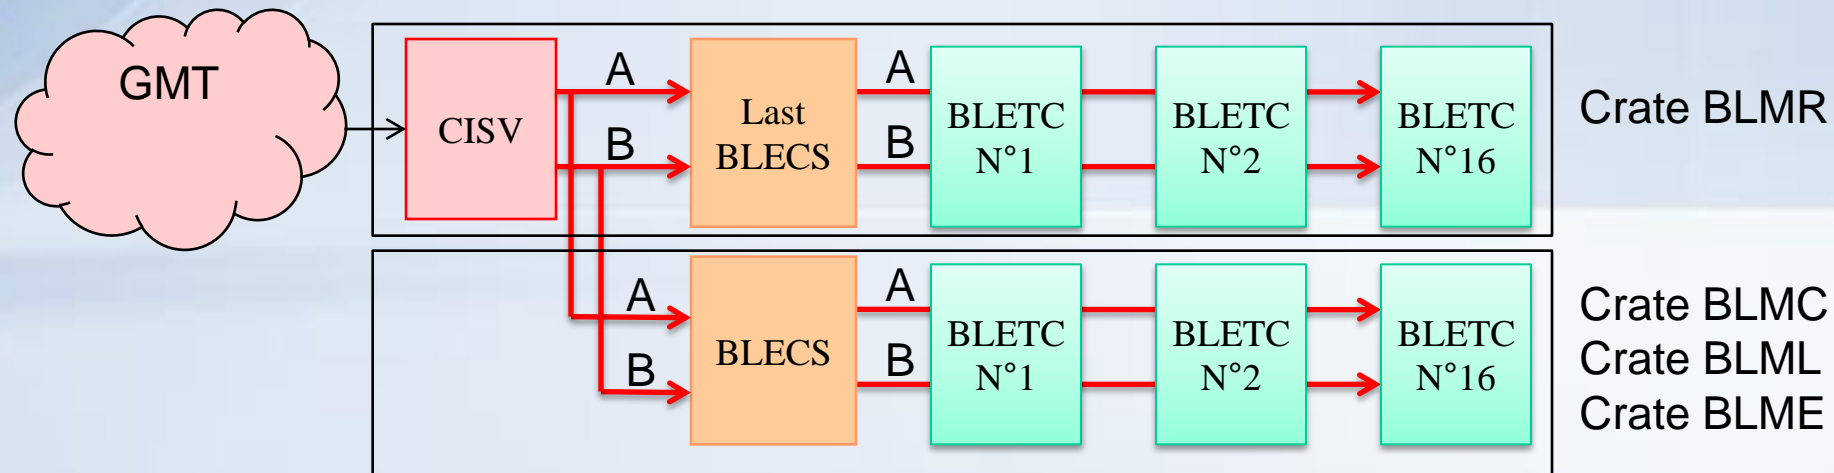 GMT
CISV
A
B
Last
BLECS
A
B
BLETC
N°1
BLETC
N°2
BLETC
N°16
Crate BLMR
A
B
BLECS
A
B
BLETC
N°1
BLETC
N°2
BLETC
N°16
Crate BLMC
Crate BLML
Crate BLME